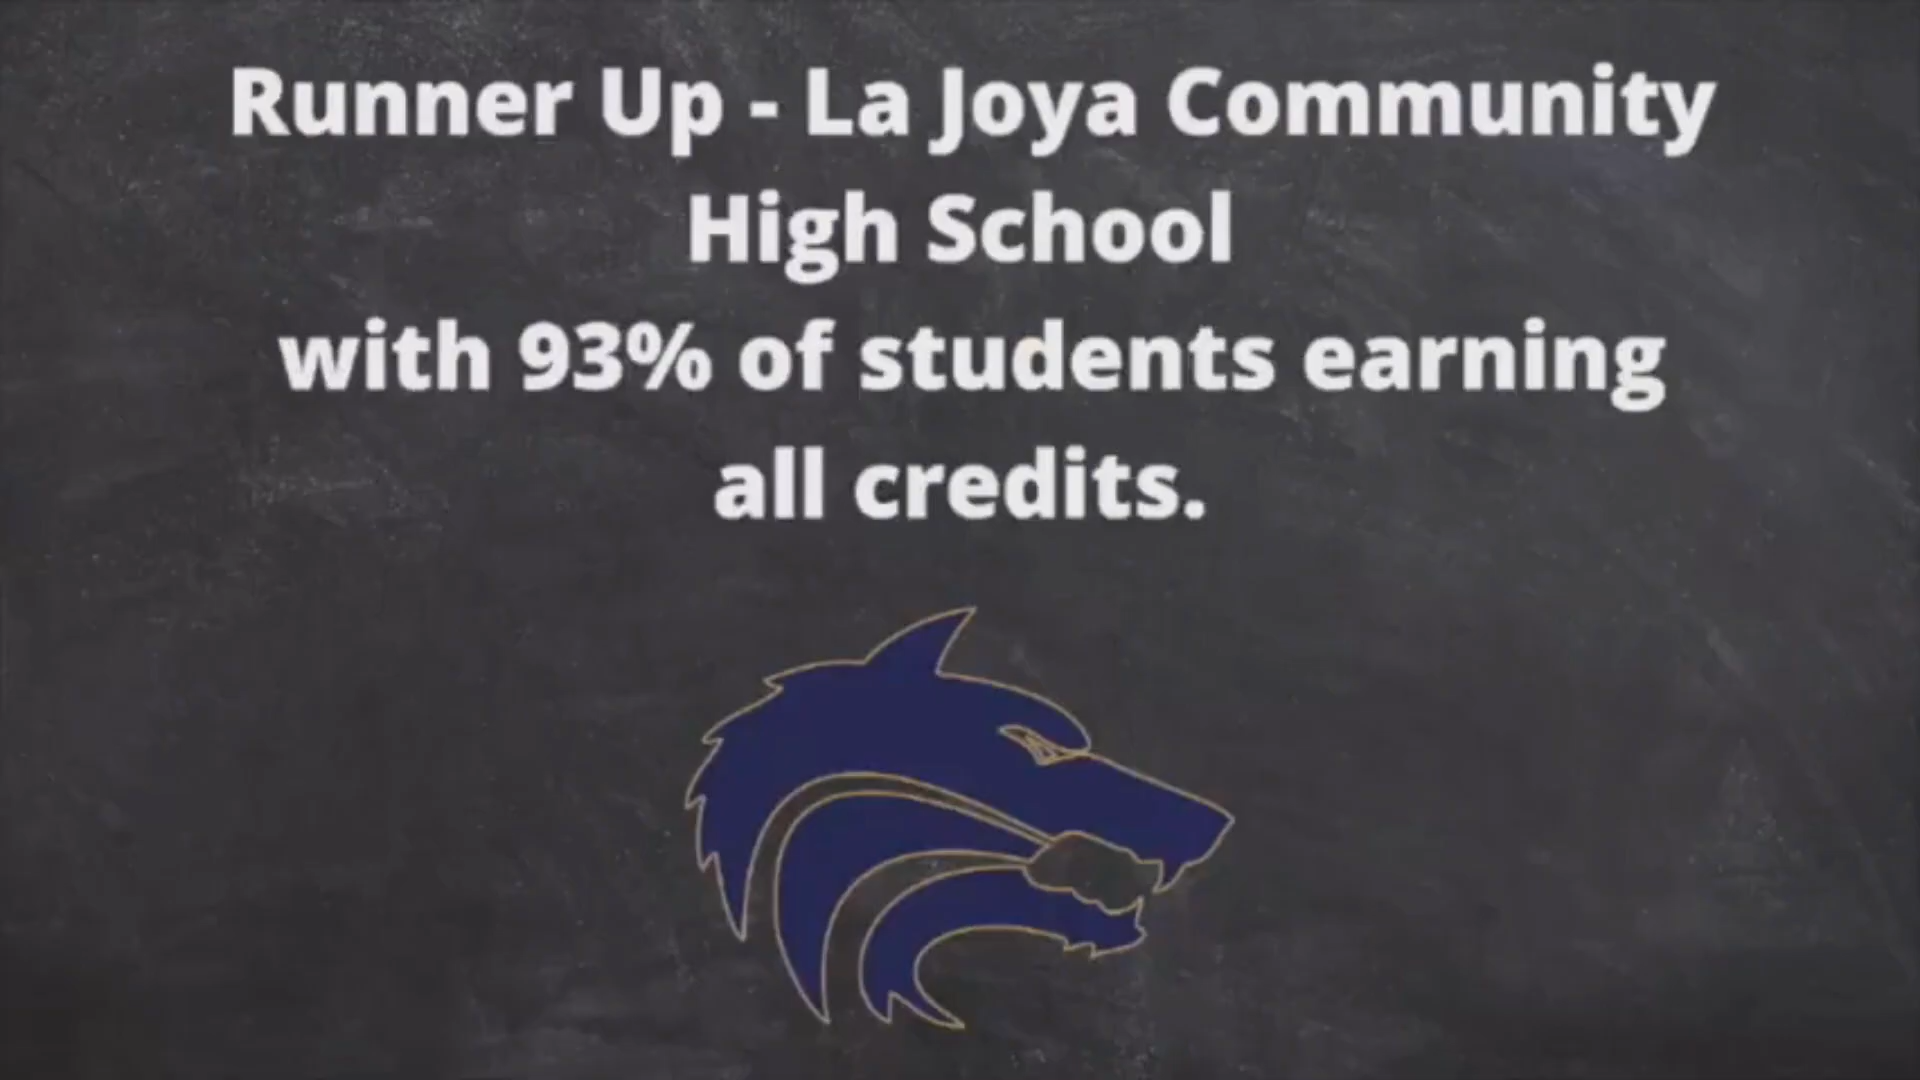 Runner Up - La Joya Community
High School
with 93% of students earning
all credits.